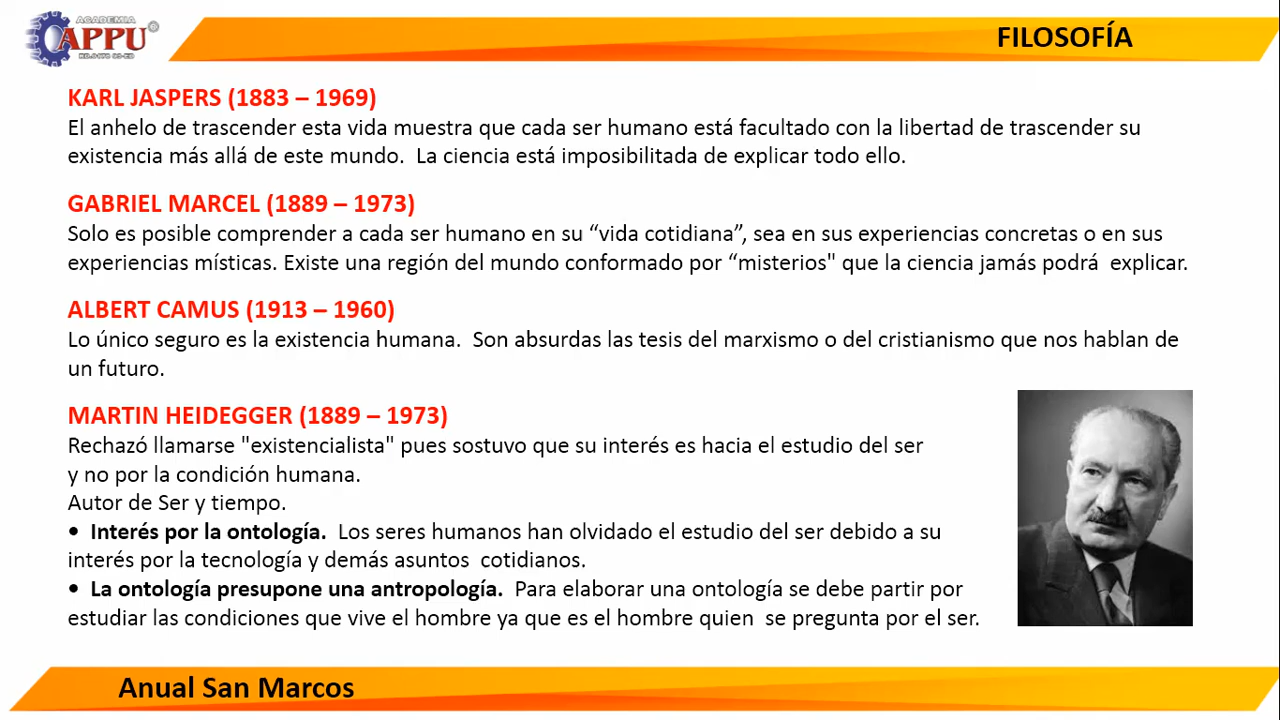 ACADEMIA
APPU
FILOSOFÍA
KARL JASPERS (1883 – 1969)
El anhelo de trascender esta vida muestra que cada ser humano está facultado con la libertad de trascender su
existencia más allá de este mundo.  La ciencia está imposibilitada de explicar todo ello.
GABRIEL MARCEL (1889 – 1973)
Solo es posible comprender a cada ser humano en su “vida cotidiana”, sea en sus experiencias concretas o en sus
experiencias místicas. Existe una región del mundo conformado por “misterios" que la ciencia jamás podrá  explicar.
ALBERT CAMUS (1913 – 1960)
Lo único seguro es la existencia humana.  Son absurdas las tesis del marxismo o del cristianismo que nos hablan de
un futuro.
MARTIN HEIDEGGER (1889 – 1973)
Rechazó llamarse "existencialista" pues sostuvo que su interés es hacia el estudio del ser
y no por la condición humana.
Autor de Ser y tiempo.
• Interés por la ontología.  Los seres humanos han olvidado el estudio del ser debido a su
interés por la tecnología y demás asuntos  cotidianos.
• La ontología presupone una antropología.  Para elaborar una ontología se debe partir por
estudiar las condiciones que vive el hombre ya que es el hombre quien  se pregunta por el ser.
Anual San Marcos